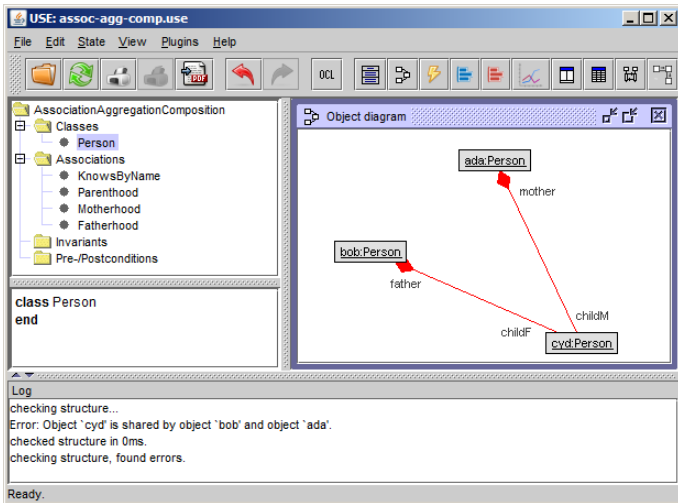 USE: assoc-agg-comp.use
File Edit State View Plugins Help
PDF
OCL
AssociationAggregationComposition
Classes
Person
Associations
KnowsByName
Parenthood
Motherhood
Fatherhood
Invariants
Pre-/Postconditions
class Person
end
Object diagram
ada:Person
mother
bob:Person
father
childM
childF
cyd:Person
Log
checking structure...
Error: Object `cyd' is shared by object `bob' and object `ada'.
checked structure in 0ms.
checking structure, found errors.
Ready.